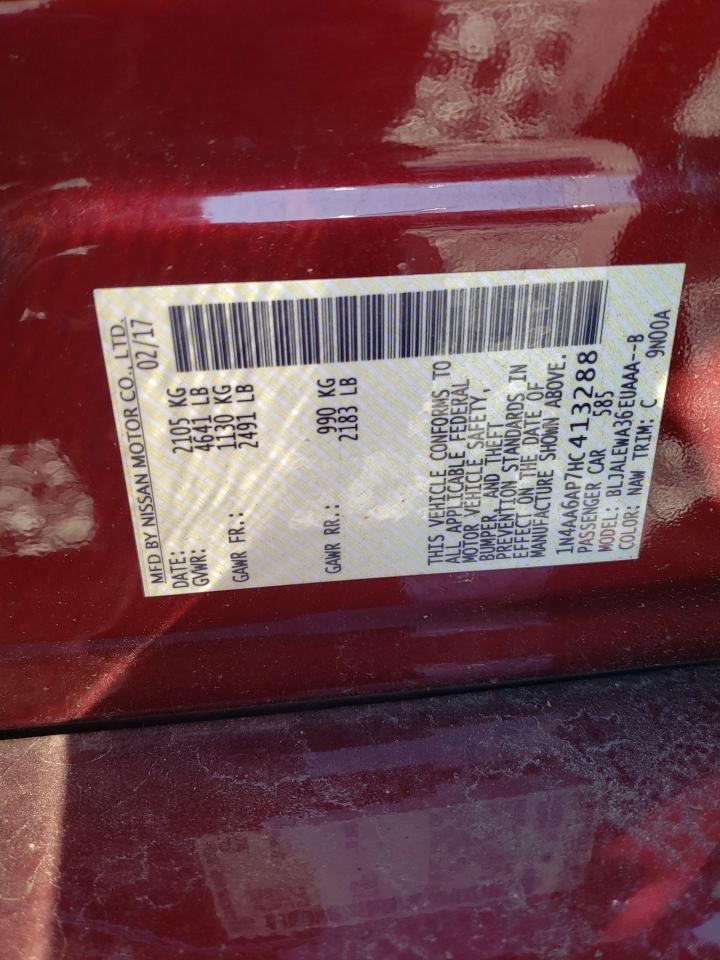 MFD BY NISSAN MOTOR CO., LTD.
DATE: 02/17
GVWR: 2105 KG
4641 LB
GAWR FR.: 1130 KG
2491 LB
GAWR RR.: 990 KG
2183 LB
THIS VEHICLE CONFORMS TO
ALL APPLICABLE FEDERAL
MOTOR VEHICLE SAFETY,
BUMPER, AND THEFT
PREVENTION STANDARDS IN
EFFECT ON THE DATE OF
MANUFACTURE SHOWN ABOVE.
1N4AA6AP7HC413288
PASSENGER CAR 585
MODEL: BLJALEWA36EUAAA--B
COLOR: NAW TRIM: C 9N00A